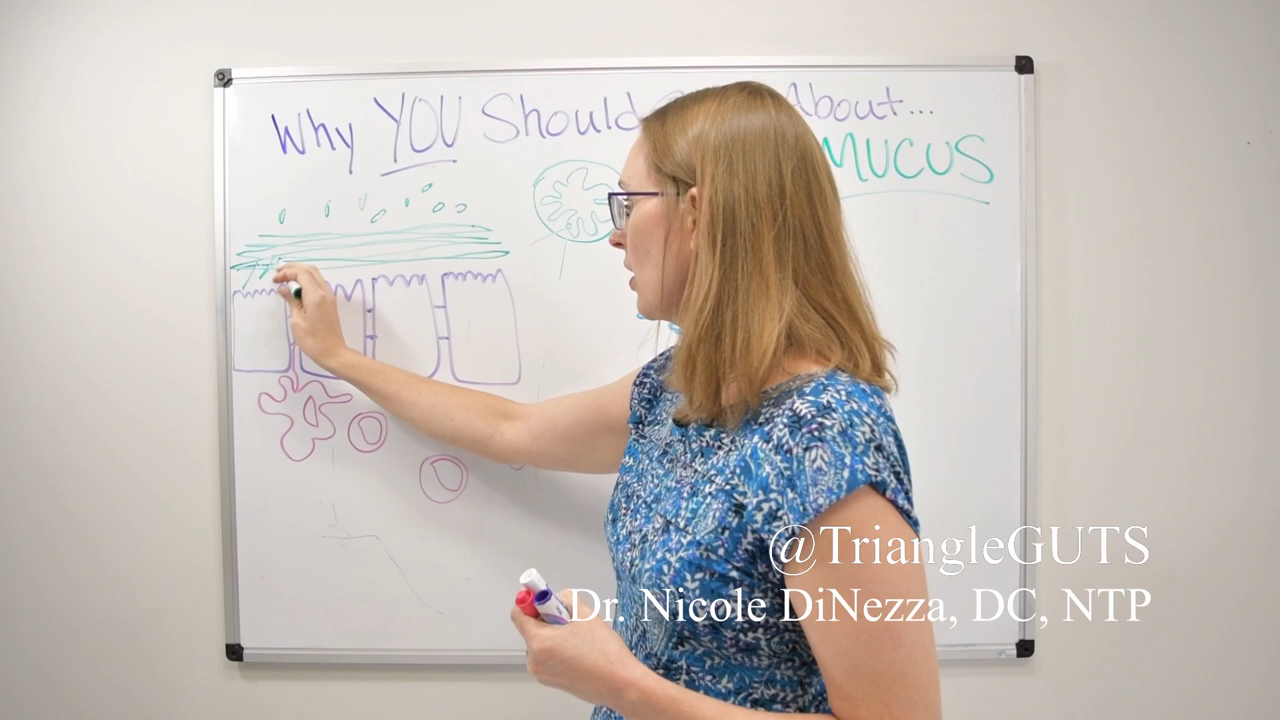 Why YOU Should About...
MUCUS
@TriangleGUTS
Dr. Nicole DiNezza, DC, NTP